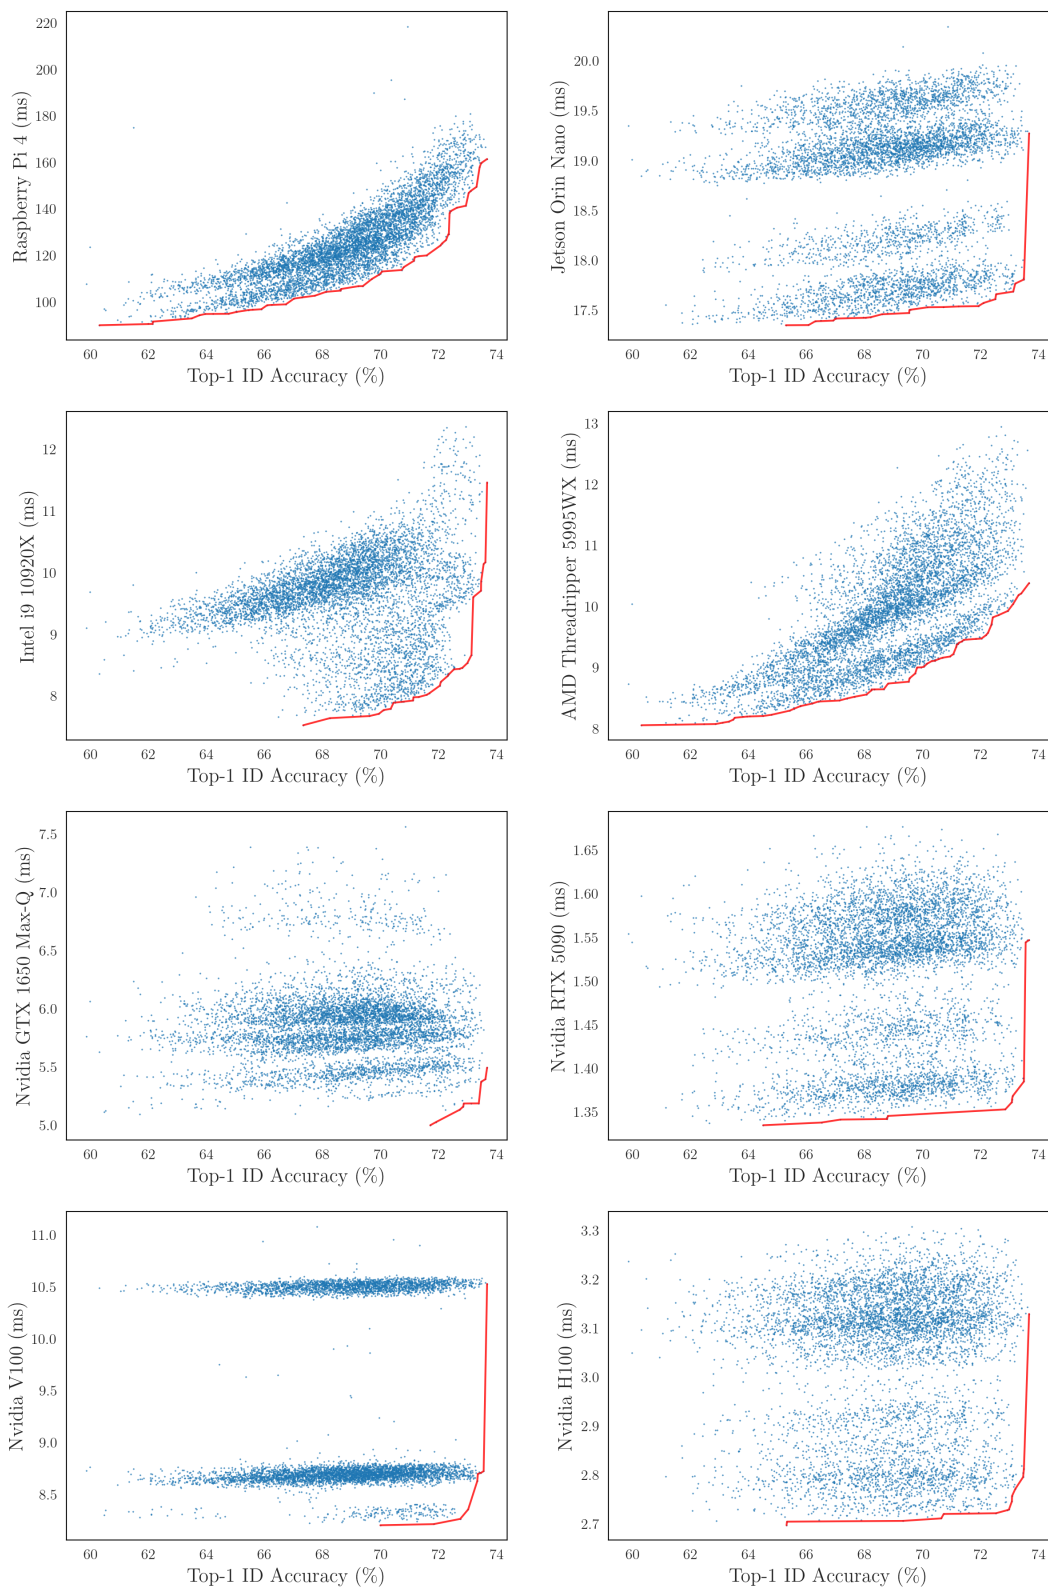 Raspberry Pi 4 (ms)
220
200
180
160
140
120
100
60 62 64 66 68 70 72 74
Top-1 ID Accuracy (%)
Jetson Orin Nano (ms)
20.0
19.5
19.0
18.5
18.0
17.5
60 62 64 66 68 70 72 74
Top-1 ID Accuracy (%)
Intel i9 10920X (ms)
12
11
10
9
8
60 62 64 66 68 70 72 74
Top-1 ID Accuracy (%)
AMD Threadripper 5995WX (ms)
13
12
11
10
9
8
60 62 64 66 68 70 72 74
Top-1 ID Accuracy (%)
Nvidia GTX 1650 Max-Q (ms)
7.5
7.0
6.5
6.0
5.5
5.0
60 62 64 66 68 70 72 74
Top-1 ID Accuracy (%)
Nvidia RTX 5090 (ms)
1.65
1.60
1.55
1.50
1.45
1.40
1.35
60 62 64 66 68 70 72 74
Top-1 ID Accuracy (%)
Nvidia V100 (ms)
11.0
10.5
10.0
9.5
9.0
8.5
60 62 64 66 68 70 72 74
Top-1 ID Accuracy (%)
Nvidia H100 (ms)
3.3
3.2
3.1
3.0
2.9
2.8
2.7
60 62 64 66 68 70 72 74
Top-1 ID Accuracy (%)